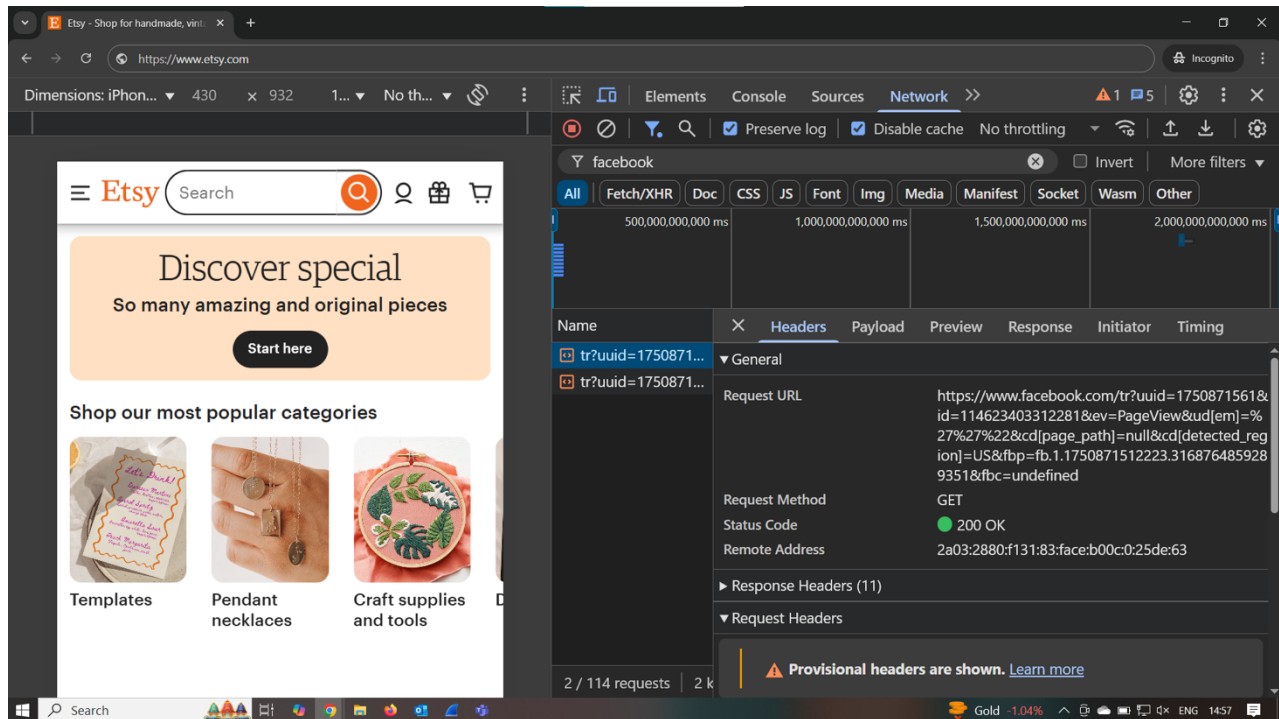 Etsy - Shop for handmade, vint
https://www.etsy.com
Incognito
Dimensions: iPhon... 430 × 932 1... No th...
Elements Console Sources Network 1 5
Preserve log Disable cache No throttling
facebook Invert More filters
All Fetch/XHR Doc CSS JS Font Img Media Manifest Socket Wasm Other
500,000,000,000 ms 1,000,000,000,000 ms 1,500,000,000,000 ms 2,000,000,000,000 ms
Etsy Search
Discover special
So many amazing and original pieces
Start here
Shop our most popular categories
Let's Drink!
Templates
Pendant
necklaces
Craft supplies
and tools
D
Name
tr?uuid=1750871...
tr?uuid=1750871...
2 / 114 requests 2 k
Headers Payload Preview Response Initiator Timing
General
Request URL
https://www.facebook.com/tr?uuid=1750871561&
id=114623403312281&ev=PageView&ud[em]=%
27%27%22&cd[page_path]=null&cd[detected_reg
ion]=US&fbp=fb.1.1750871512223.316876485928
9351&fbc=undefined
Request Method GET
Status Code 200 OK
Remote Address 2a03:2880:f131:83:face:b00c:0:25de:63
Response Headers (11)
Request Headers
Provisional headers are shown. Learn more
Search
Gold -1.04% ENG 14:57